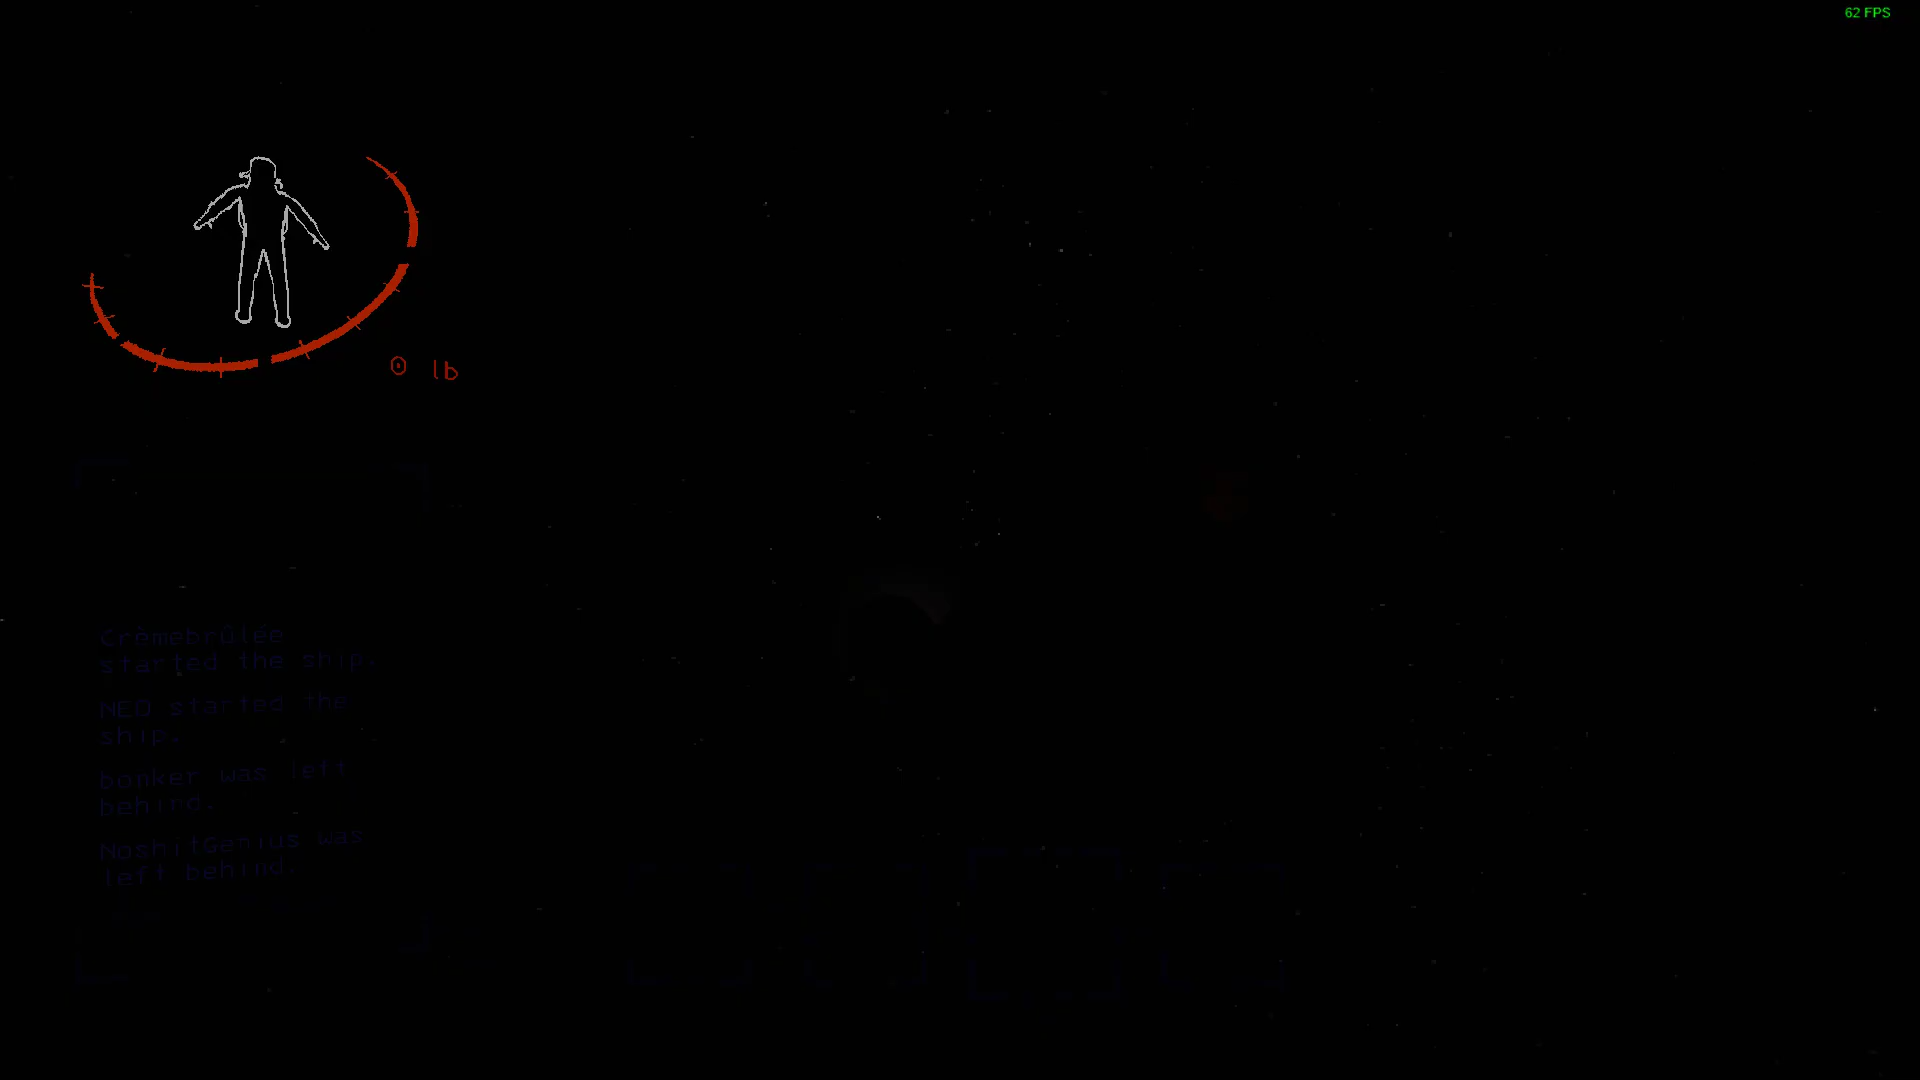 62 FPS
0 lb
Crèmebrûlée
started the ship.
NEO started the
ship.
bonker was left
behind.
NoshitGenius was
left behind.